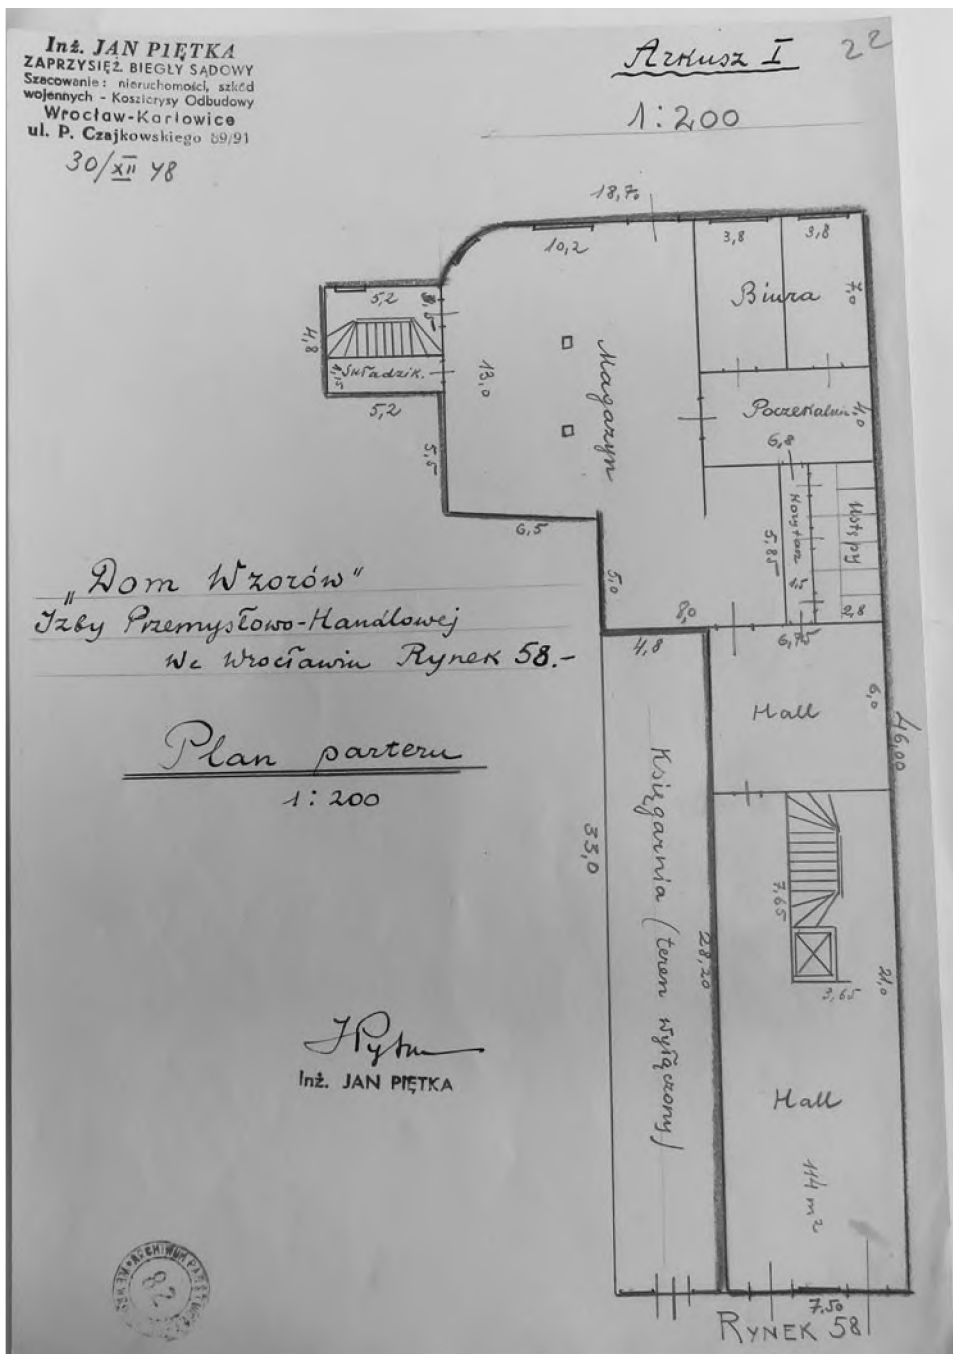 Inż. JAN PIĘTKA
ZAPRZYSIĘŻ. BIEGŁY SĄDOWY
Szacowanie: nieruchomości, szkód
wojennych - Kosztorysy Odbudowy
Wrocław-Karłowice
ul. P. Czajkowskiego 89/91
30/XII 48
Arkusz I
22
1:200
18,70
10,2
3,8
3,8
5,2
4,8
Biura
7,0
Składzik.
1,15
13,0
Magazyn
5,2
Poczekalnia
4,0
5,5
6,8
Korytarz
Ustępy
6,5
5,85
5,0
2,8
„Dom Wzorów"
Izby Przemysłowo-Handlowej
We Wrocławiu Rynek 58.-
8,0
4,8
6,75
Hall
6,0
46,00
Plan parteru
1:200
33,0
Księgarnia (teren wyłączony)
28,20
7,65
3,65
21,0
Inż. JAN PIĘTKA
Hall
114 m²
82
7.50
RYNEK 58